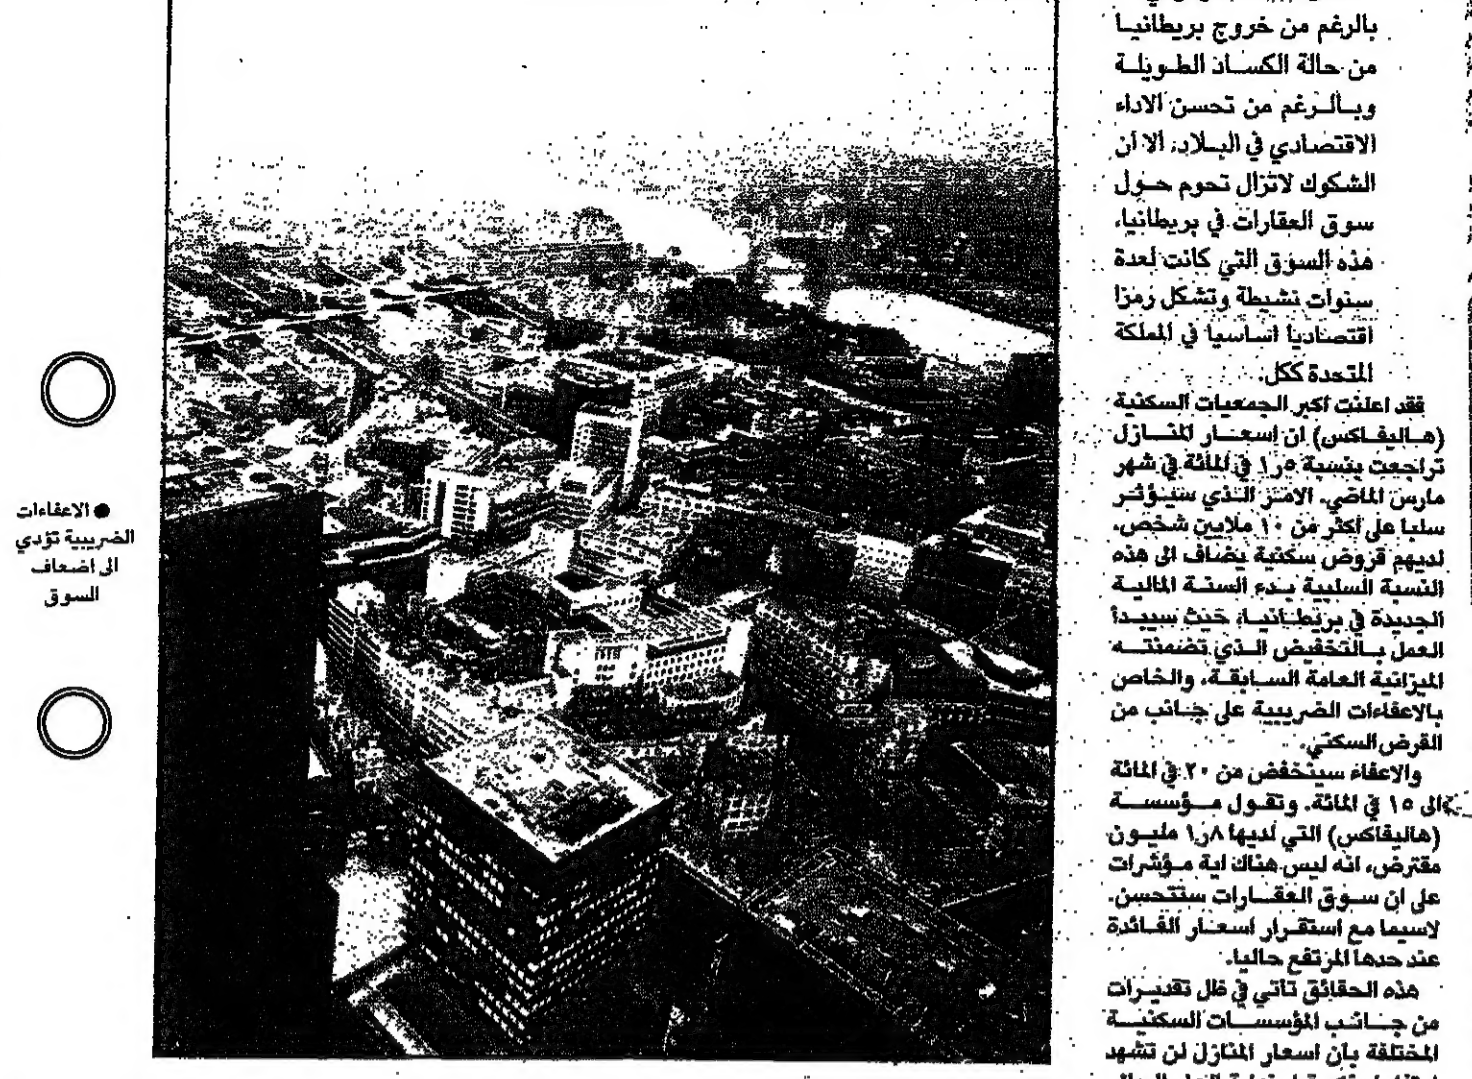 بالرغم من خروج بريطانيا
من حالة الكساد الطويلة
وبالرغم من تحسن الاداء
الاقتصادي في البلاد، الا أن
الشكوك لاتزال تحوم حول
سوق العقارات في بريطانيا،
هذه السوق التي كانت لعدة
سنوات نشيطة وتشكل رمزا
اقتصاديا اساسيا في المملكة
المتحدة ككل.
فقد اعلنت اكبر الجمعيات السكنية
(هاليفاكس) ان اسعار المنازل
تراجعت بنسبة ١٫٥ في المائة في شهر
مارس الماضي. الامر الذي سيؤثر
سلبا على أكثر من ١٠ ملايين شخص،
لديهم قروض سكنية يضاف الى هذه
النسبة السلبية بدء السنة المالية
الجديدة في بريطانيا، حيث سيبدأ
العمل بالتخفيض الذي تضمنته
الميزانية العامة السابقة، والخاص
بالاعفاءات الضريبية على جانب من
القرض السكني.
والاعفاء سينخفض من ٢٠ في المائة
الى ١٥ في المائة. وتقول مؤسسة
(هاليفاكس) التي لديها ١٫٨ مليون
مقترض، انه ليس هناك اية مؤشرات
على ان سوق العقارات ستتحسن.
لاسيما مع استقرار اسعار الفائدة
عند حدها المرتفع حاليا.
هذه الحقائق تأتي في ظل تقديرات
من جانب المؤسسات السكنية
المختلفة بأن اسعار المنازل لن تشهد
● الاعفاءات
الضريبية تؤدي
الى اضعاف
السوق